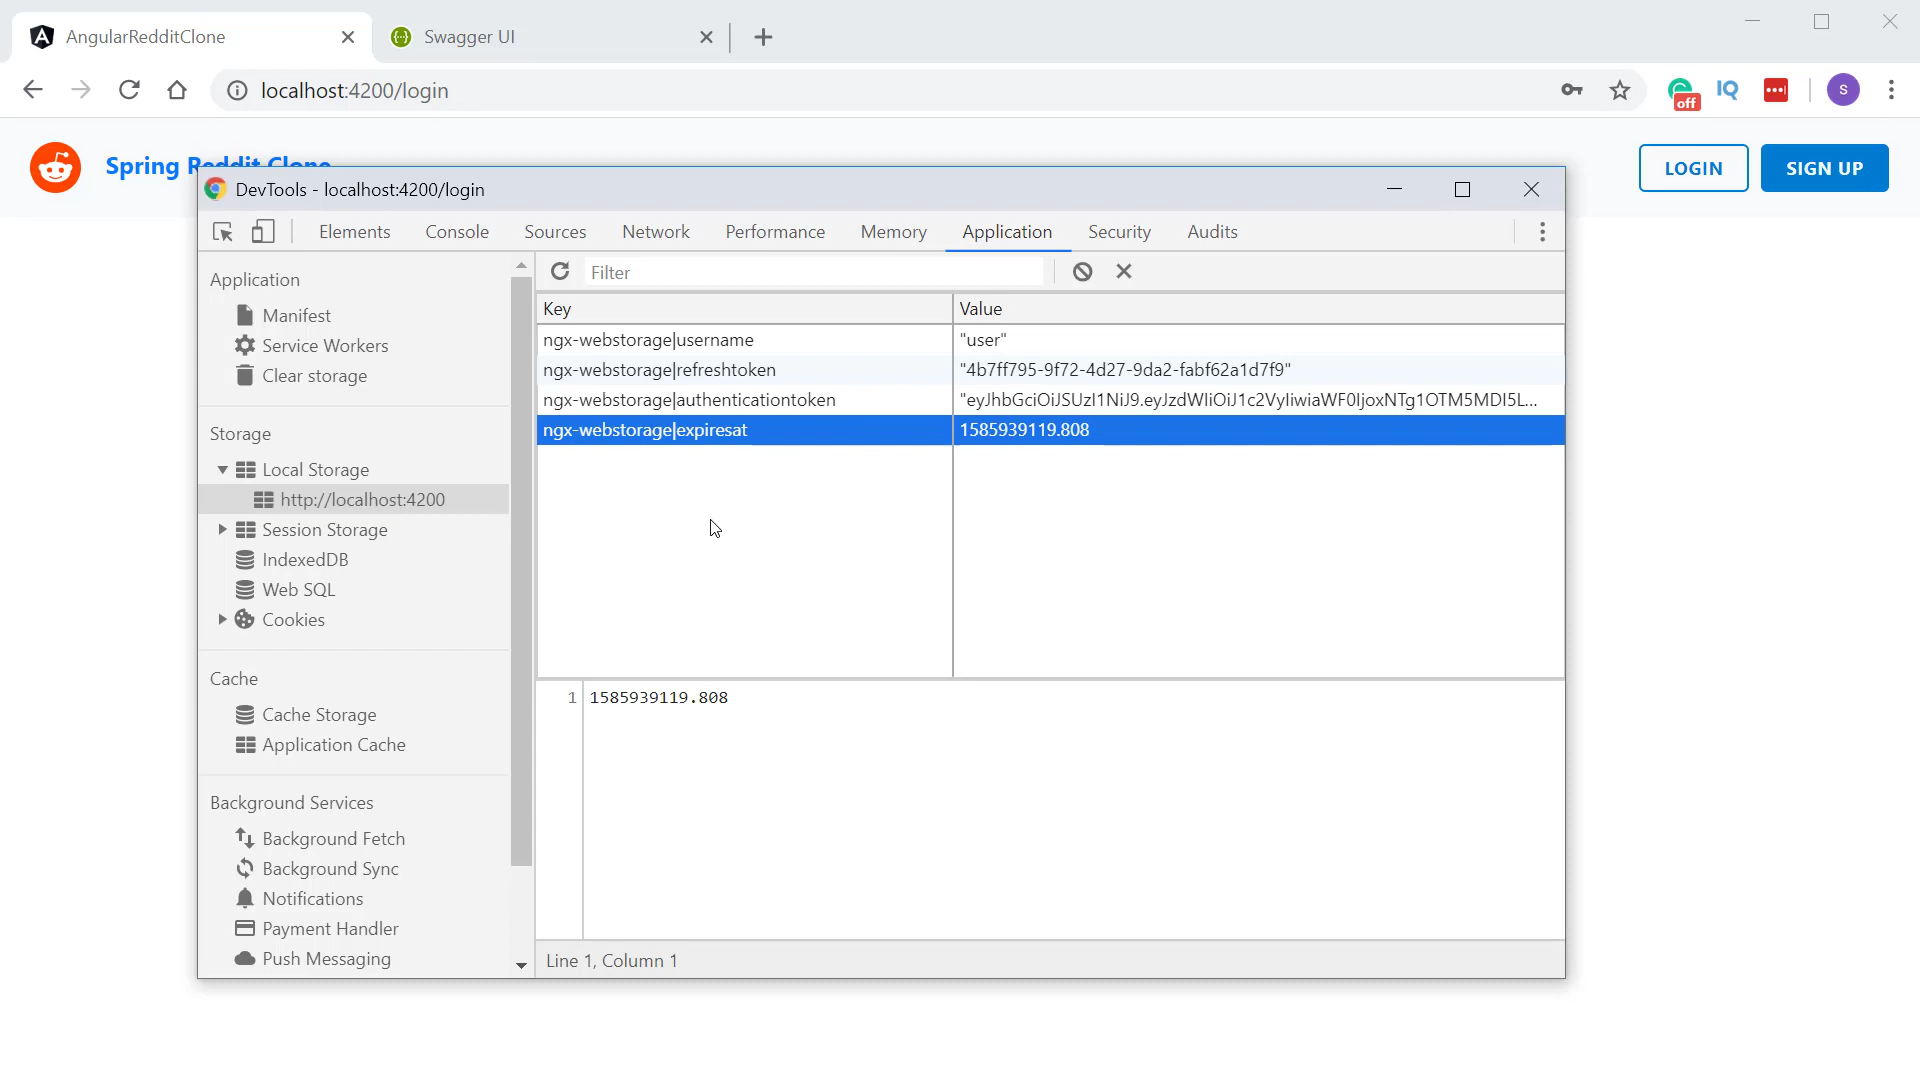 AngularRedditClone
Swagger UI
localhost:4200/login
off
IQ
S
Spring Reddit Clone
LOGIN
SIGN UP
DevTools - localhost:4200/login
Elements
Console
Sources
Network
Performance
Memory
Application
Security
Audits
Application
Manifest
Service Workers
Clear storage
Storage
Local Storage
http://localhost:4200
Session Storage
IndexedDB
Web SQL
Cookies
Cache
Cache Storage
Application Cache
Background Services
Background Fetch
Background Sync
Notifications
Payment Handler
Push Messaging
Filter
Key Value
ngx-webstorage|username "user"
ngx-webstorage|refreshtoken "4b7ff795-9f72-4d27-9da2-fabf62a1d7f9"
ngx-webstorage|authenticationtoken "eyJhbGciOiJSUzI1NiJ9.eyJzdWIiOiJ1c2VyIiwiaWF0IjoxNTg1OTM5MDI5L...
ngx-webstorage|expiresat 1585939119.808
1 1585939119.808
Line 1, Column 1